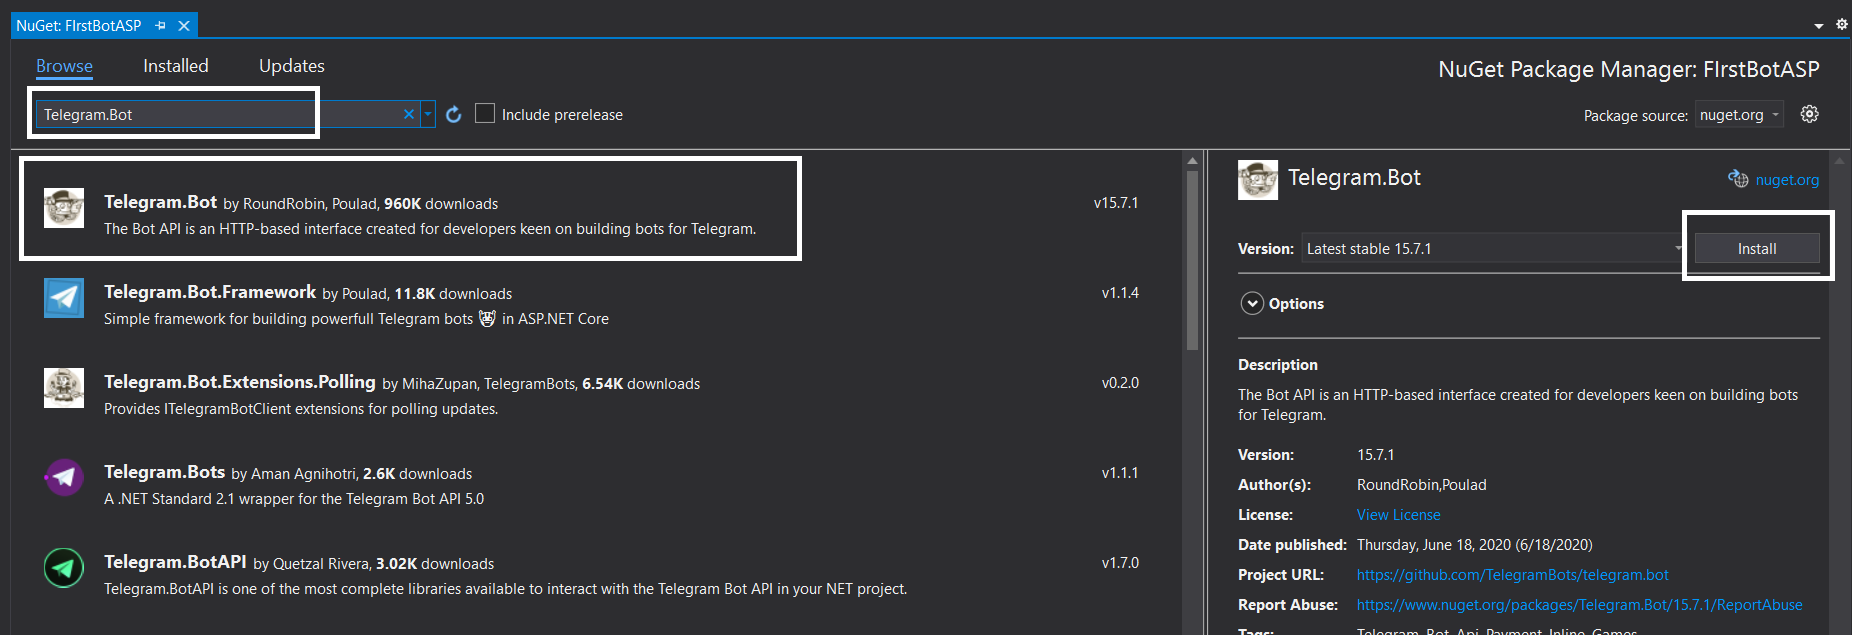 NuGet: FIrstBotASP
Browse Installed Updates
NuGet Package Manager: FIrstBotASP
Telegram.Bot
Include prerelease
Package source: nuget.org
Telegram.Bot by RoundRobin, Poulad, 960K downloads
v15.7.1
The Bot API is an HTTP-based interface created for developers keen on building bots for Telegram.
Telegram.Bot.Framework by Poulad, 11.8K downloads
v1.1.4
Simple framework for building powerfull Telegram bots in ASP.NET Core
Telegram.Bot.Extensions.Polling by MihaZupan, TelegramBots, 6.54K downloads
v0.2.0
Provides ITelegramBotClient extensions for polling updates.
Telegram.Bots by Aman Agnihotri, 2.6K downloads
v1.1.1
A .NET Standard 2.1 wrapper for the Telegram Bot API 5.0
Telegram.BotAPI by Quetzal Rivera, 3.02K downloads
v1.7.0
Telegram.BotAPI is one of the most complete libraries available to interact with the Telegram Bot API in your NET project.
Telegram.Bot
nuget.org
Version: Latest stable 15.7.1
Install
Options
Description
The Bot API is an HTTP-based interface created for developers keen on building bots
for Telegram.
Version: 15.7.1
Author(s): RoundRobin,Poulad
License: View License
Date published: Thursday, June 18, 2020 (6/18/2020)
Project URL: https://github.com/TelegramBots/telegram.bot
Report Abuse: https://www.nuget.org/packages/Telegram.Bot/15.7.1/ReportAbuse
Tags: Telegram, Bot, Api, Payment, Inline, Games